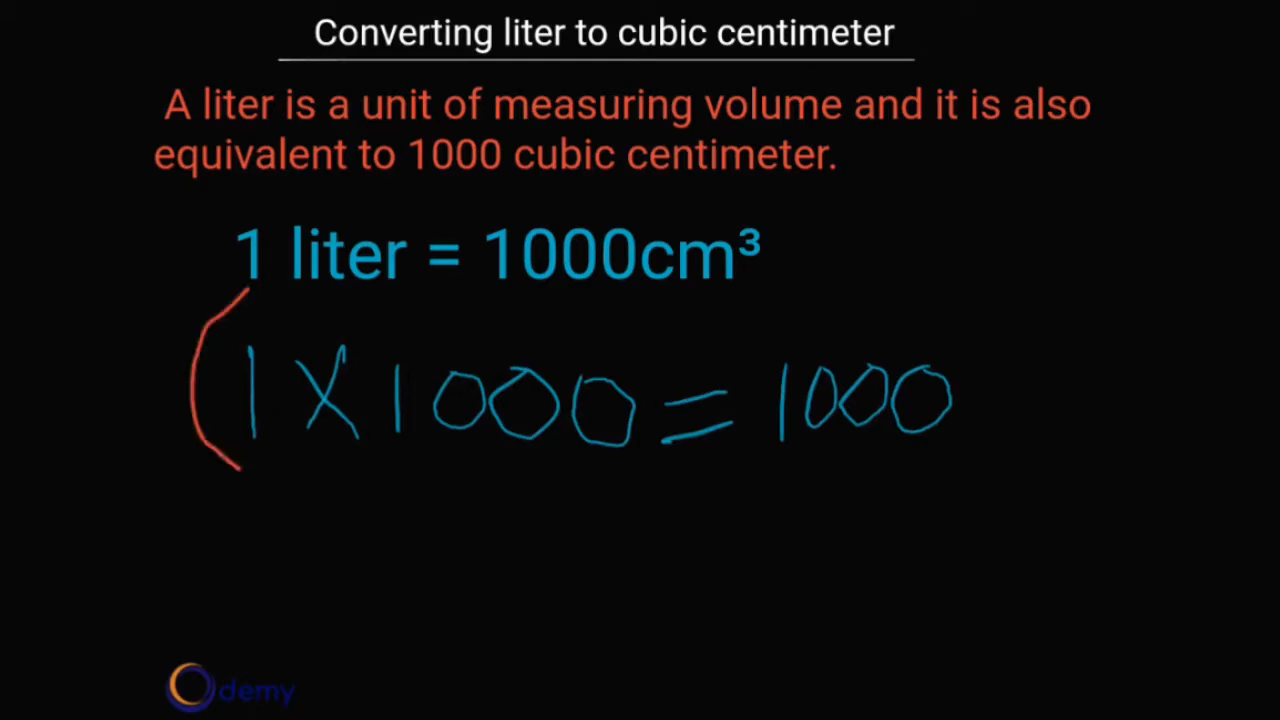 Converting liter to cubic centimeter
A liter is a unit of measuring volume and it is also
equivalent to 1000 cubic centimeter.
1 liter = 1000cm³
(1 X 1000 = 1000
Odemy